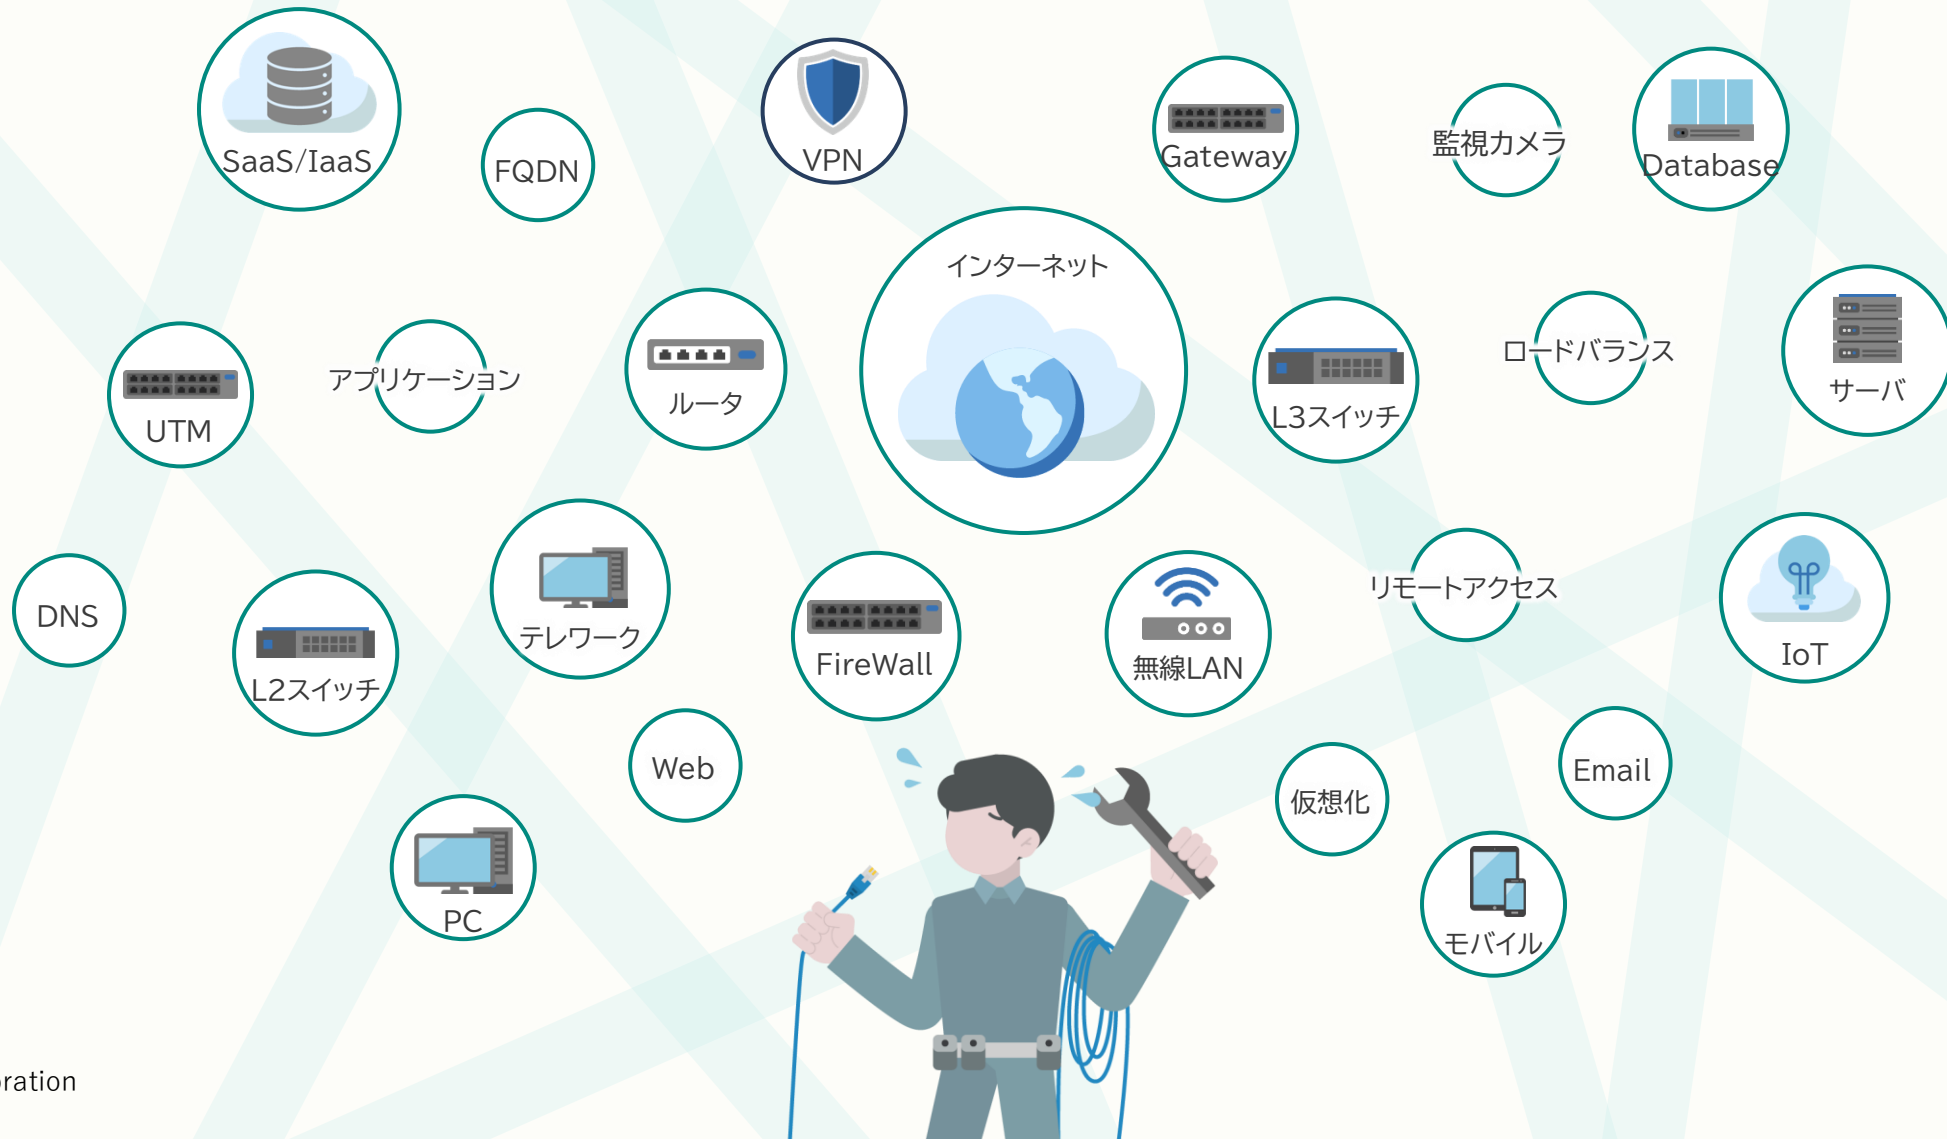 SaaS/IaaS
FQDN
VPN
Gateway
監視カメラ
Database
インターネット
UTM
アプリケーション
ルータ
L3スイッチ
ロードバランス
サーバ
DNS
L2スイッチ
テレワーク
FireWall
無線LAN
リモートアクセス
IoT
Web
仮想化
Email
PC
モバイル
oration